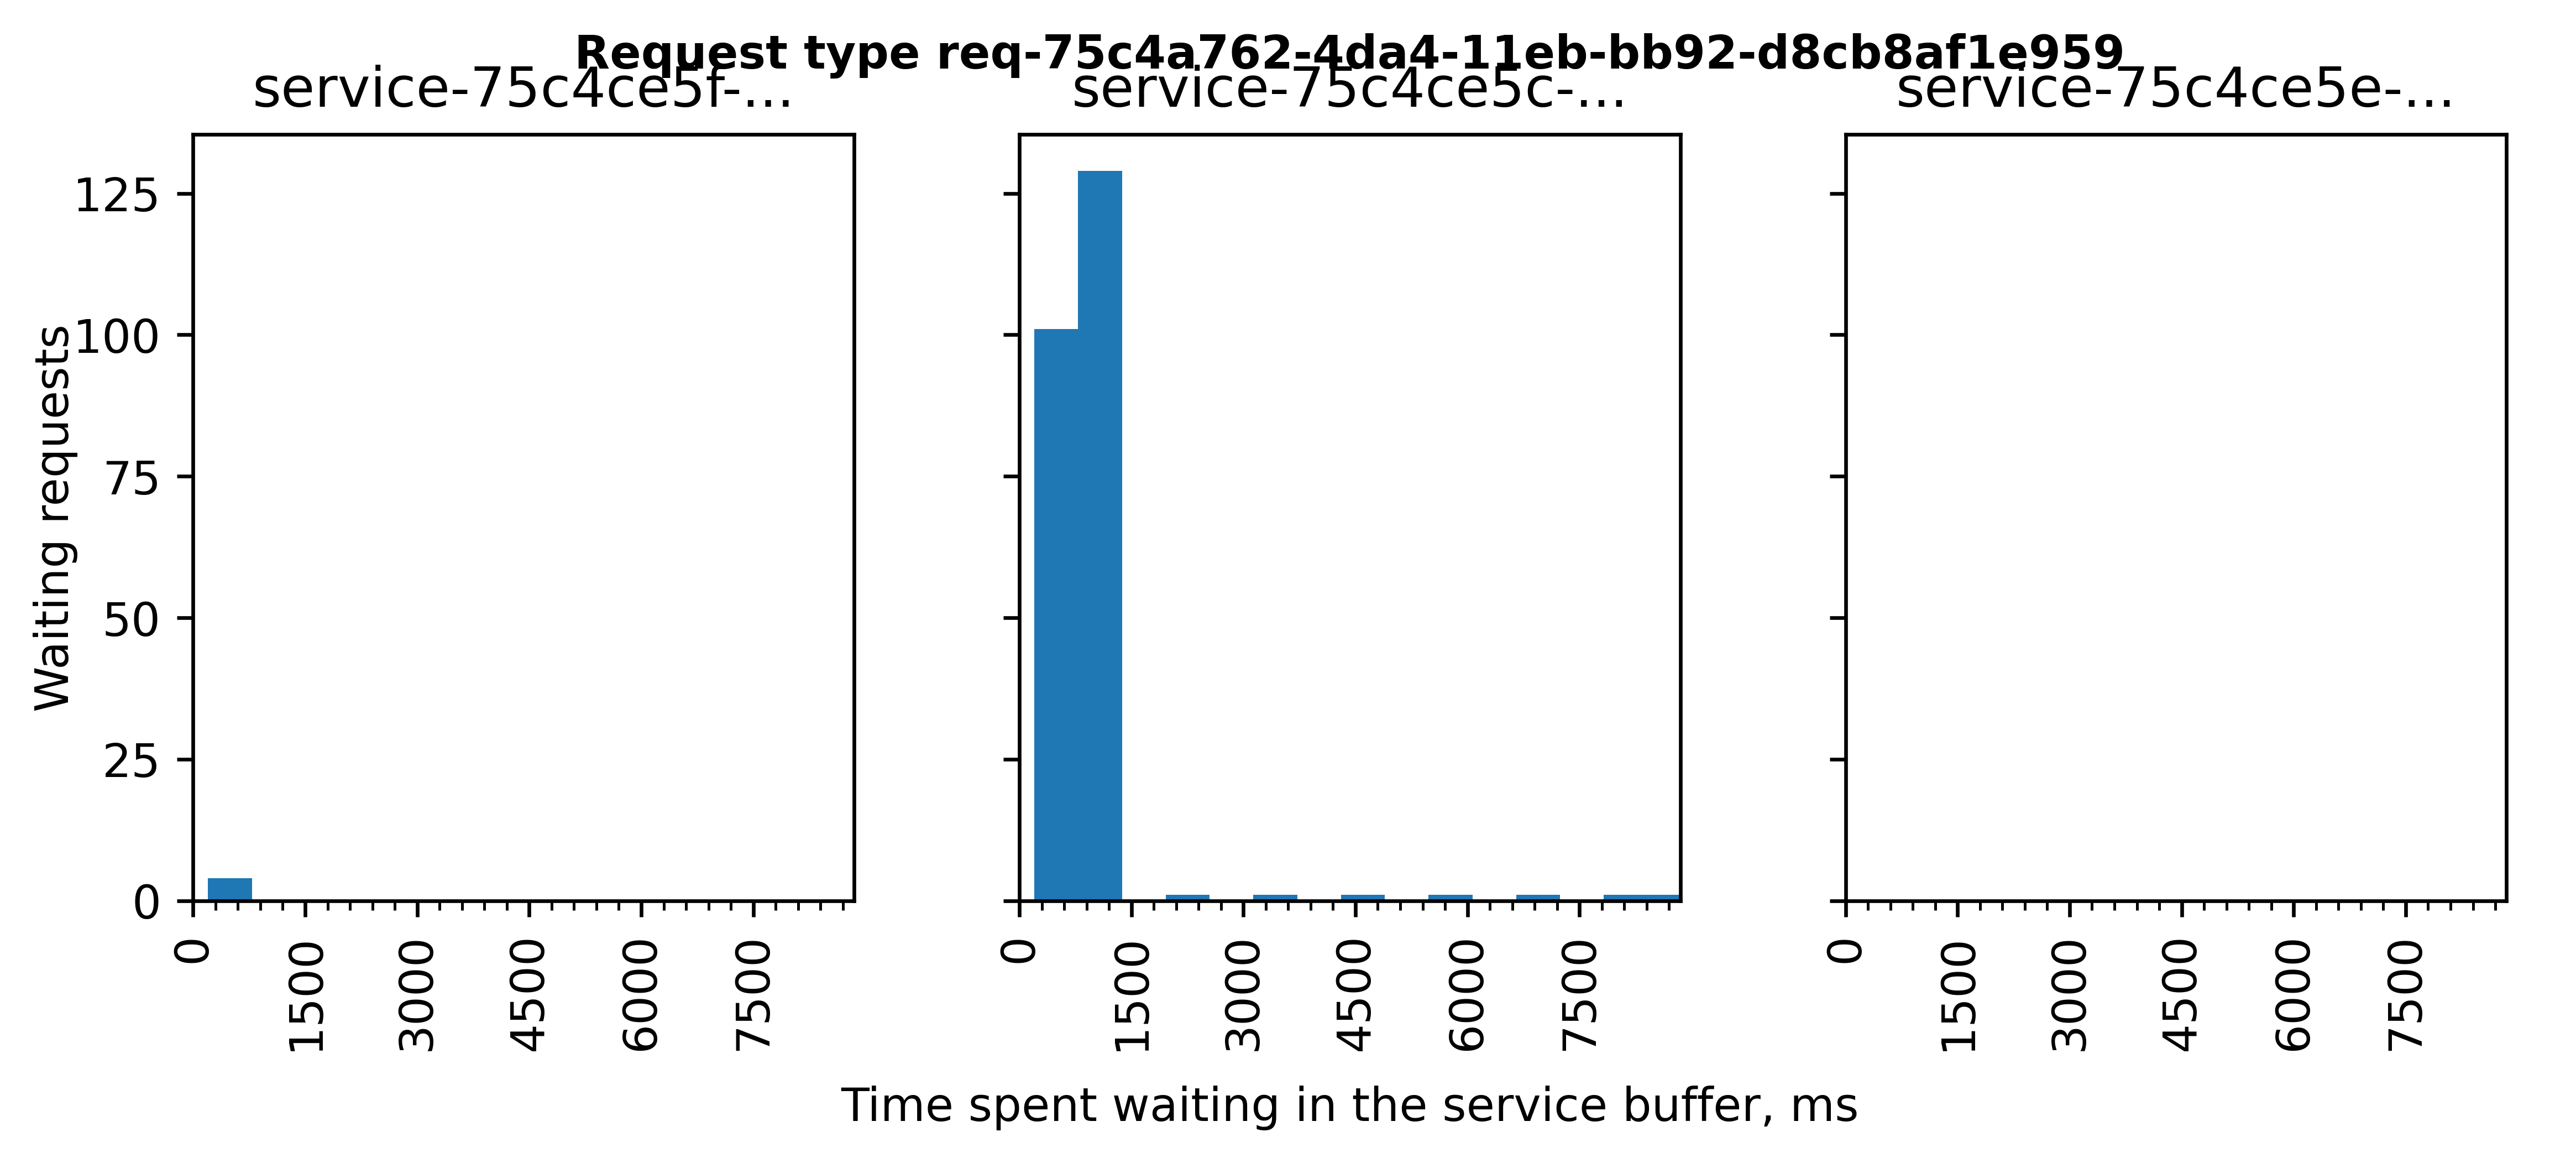 Request type req-75c4a762-4da4-11eb-bb92-d8cb8af1e959
service-75c4ce5f-...
service-75c4ce5c-...
service-75c4ce5e-...
Waiting requests
125
100
75
50
25
0
0 1500 3000 4500 6000 7500
0 1500 3000 4500 6000 7500
0 1500 3000 4500 6000 7500
Time spent waiting in the service buffer, ms